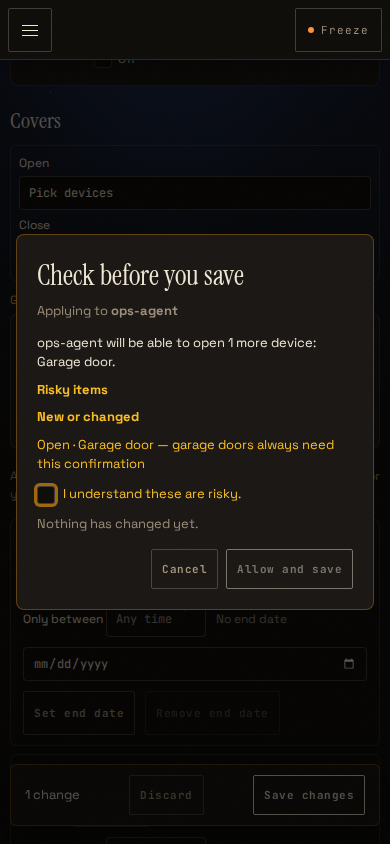 Freeze
Off
Covers
Open
Pick devices
Close
Check before you save
Applying to ops-agent
ops-agent will be able to open 1 more device:
Garage door.
Risky items
New or changed
Open · Garage door — garage doors always need
this confirmation
I understand these are risky.
Nothing has changed yet.
Cancel
Allow and save
Only between
Any time
No end date
mm/dd/yyyy
Set end date
Remove end date
1 change
Discard
Save changes